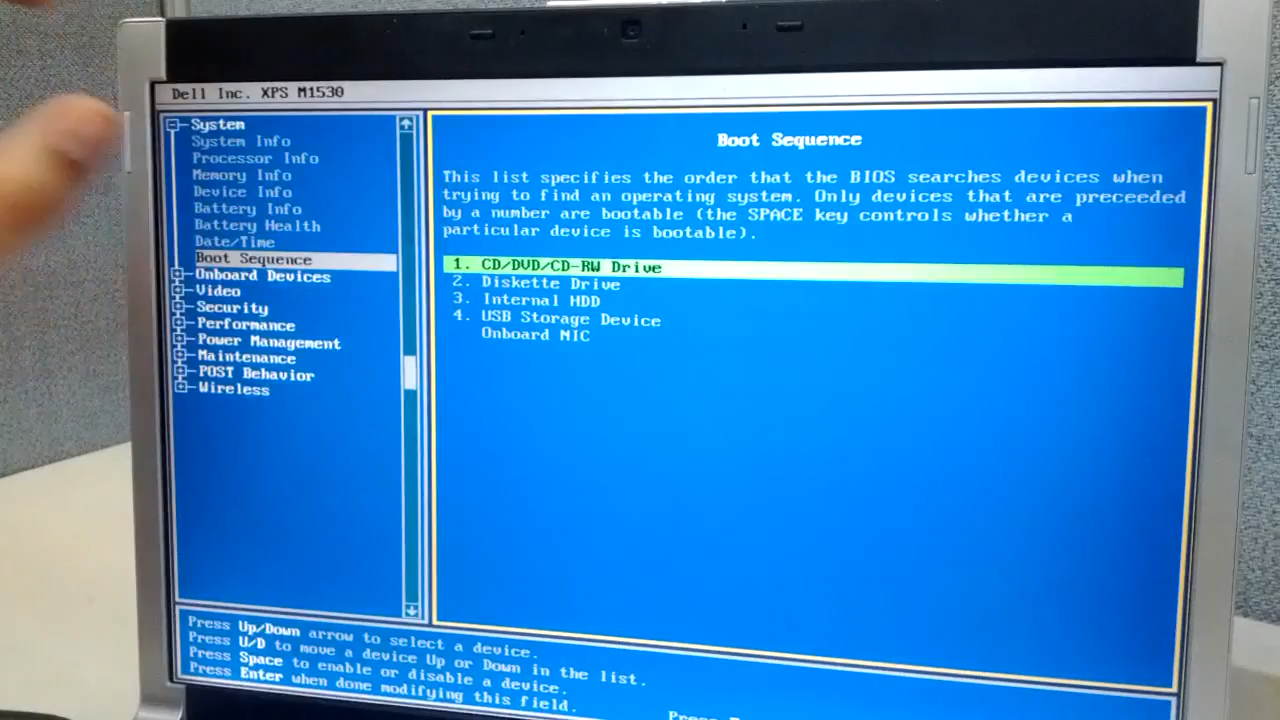 Dell Inc. XPS M1530
System
System Info
Processor Info
Memory Info
Device Info
Battery Info
Battery Health
Date/Time
Boot Sequence
Onboard Devices
Video
Security
Performance
Power Management
Maintenance
POST Behavior
Wireless
Boot Sequence
This list specifies the order that the BIOS searches devices when
trying to find an operating system. Only devices that are preceeded
by a number are bootable (the SPACE key controls whether a
particular device is bootable).
1. CD/DVD/CD-RW Drive
2. Diskette Drive
3. Internal HDD
4. USB Storage Device
Onboard NIC
Press Up/Down arrow to select a device.
Press U/D to move a device Up or Down in the list.
Press Space to enable or disable a device.
Press Enter when done modifying this field.
Press